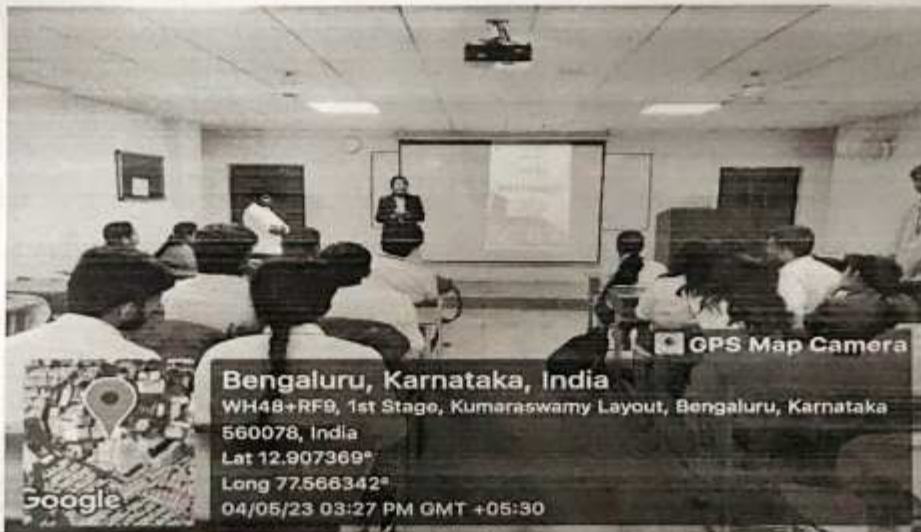 GPS Map Camera
Bengaluru, Karnataka, India
WH48+RF9, 1st Stage, Kumaraswamy Layout, Bengaluru, Karnataka
560078, India
Lat 12.907369°
Long 77.566342°
04/05/23 03:27 PM GMT +05:30
Google